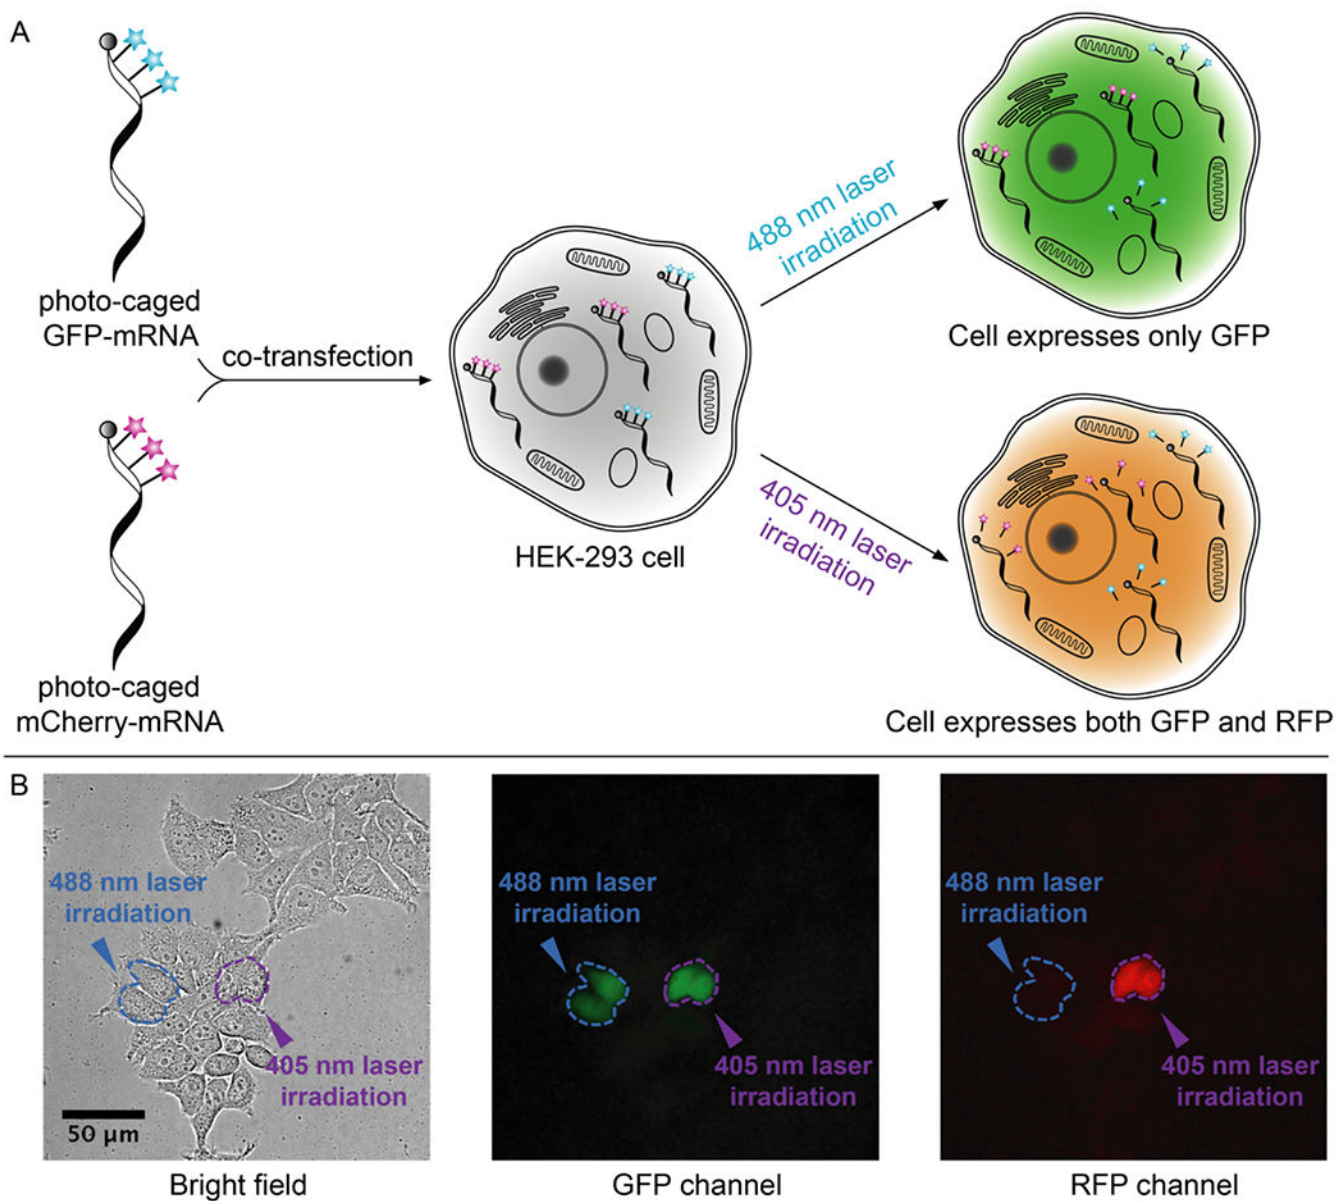 A
photo-caged
GFP-mRNA
co-transfection
photo-caged
mCherry-mRNA
HEK-293 cell
488 nm laser
irradiation
Cell expresses only GFP
405 nm laser
irradiation
Cell expresses both GFP and RFP
B
488 nm laser
irradiation
405 nm laser
irradiation
50 µm
Bright field
488 nm laser
irradiation
405 nm laser
irradiation
GFP channel
488 nm laser
irradiation
405 nm laser
irradiation
RFP channel